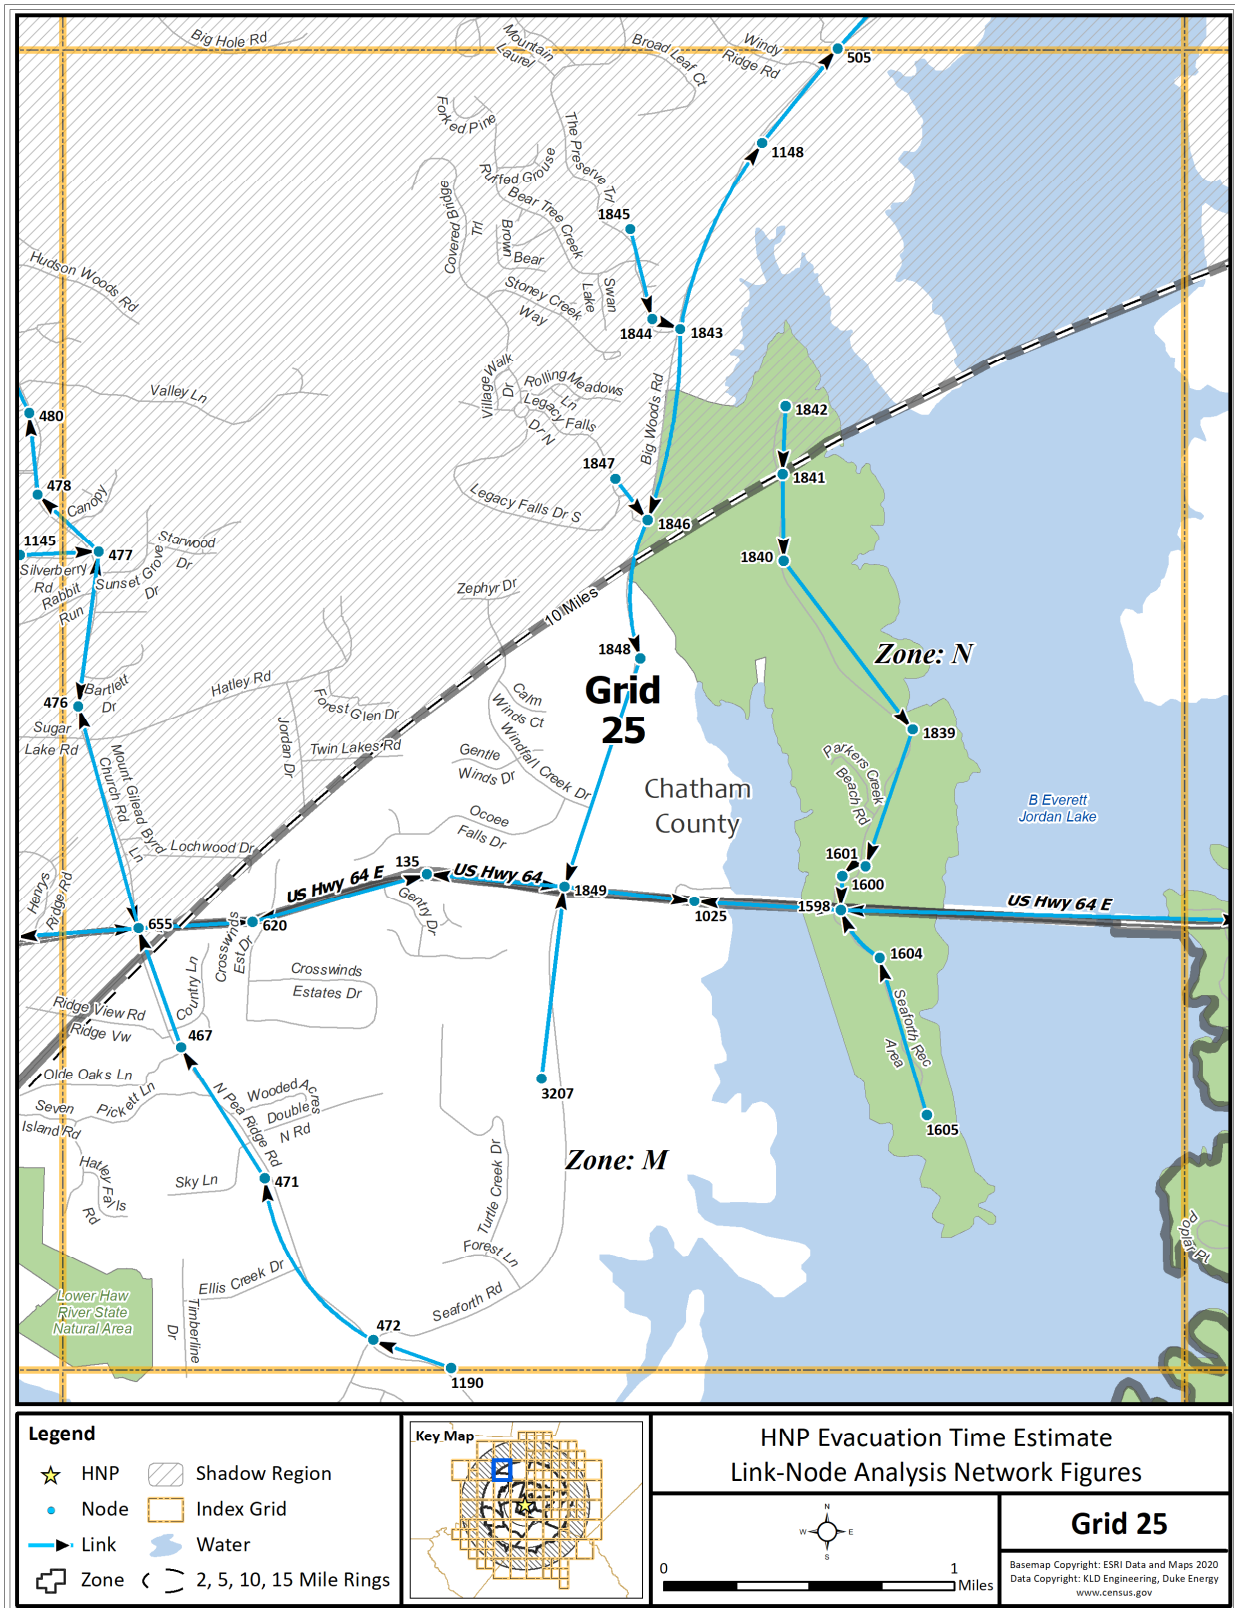 Big Hole Rd
Mountain
Laurel
Broad Leaf Ct
Windy
Ridge Rd
505
Forked Pine
The Preserve Trl
1148
Ruffed Grouse
Covered Bridge
Trl
Bear Tree Creek
1845
Brown
Bear
Hudson Woods Rd
Stoney Creek
Way
Lake
Swan
1844
1843
Valley Ln
Village
Walk
Dr
Rolling Meadows
Ln
Legacy Falls
Dr N
Big Woods Rd
480
1842
478
Canopy
1847
1841
Legacy Falls Dr S
1846
1145
477
Starwood
Dr
1840
Silverberry
Rd
Rabbit
Run
Sunset Grove
Dr
Zephyr Dr
10 Miles
1848
Zone: N
Grid
25
476
Bartlett
Dr
Hatley Rd
Forest Glen Dr
Calm
Winds Ct
Sugar
Lake Rd
Jordan Dr
Twin Lakes Rd
Windfall Creek Dr
1839
Gentle
Winds Dr
Parkers Creek
Beach Rd
Mount Gilead
Church Rd
Byrd
Ln
Chatham
County
B Everett
Jordan Lake
Ocoee
Falls Dr
Lochwood Dr
135
1601
1600
Henrys
Ridge Rd
US Hwy 64 E
US Hwy 64
1849
Gentry Dr
1025
1598
US Hwy 64 E
655
620
Crosswinds
Est Dr
1604
Country Ln
Crosswinds
Estates Dr
Seaforth Rec
Area
Ridge View Rd
Ridge Vw
467
Olde Oaks Ln
Pickett Ln
3207
N Pea Ridge Rd
Wooded Acres
Double
N Rd
Seven
Island Rd
1605
Hatley Falls
Rd
Zone: M
Sky Ln
471
Turtle Creek Dr
Poplar Pt
Forest Ln
Ellis Creek Dr
Timberline
Dr
Seaforth Rd
Lower Haw
River State
Natural Area
472
1190
Legend
HNP
Shadow Region
Node
Index Grid
Link
Water
Zone
2, 5, 10, 15 Mile Rings
Key Map
HNP Evacuation Time Estimate
Link-Node Analysis Network Figures
N
W E
S
0 1
Miles
Grid 25
Basemap Copyright: ESRI Data and Maps 2020
Data Copyright: KLD Engineering, Duke Energy
www.census.gov